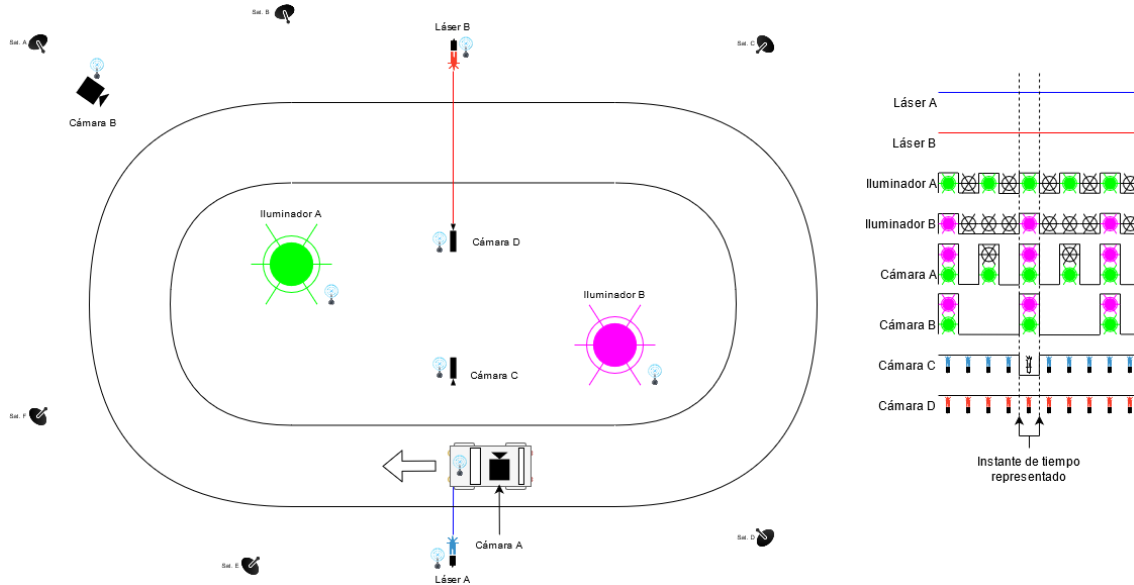 Sat. A
Sat. B
Láser B
Sat. C
Cámara B
Iluminador A
Cámara D
Iluminador B
Cámara C
Sat. F
Cámara A
Láser A
Sat. E
Sat. D
Láser A
Láser B
Iluminador A
Iluminador B
Cámara A
Cámara B
Cámara C
Cámara D
Instante de tiempo
representado